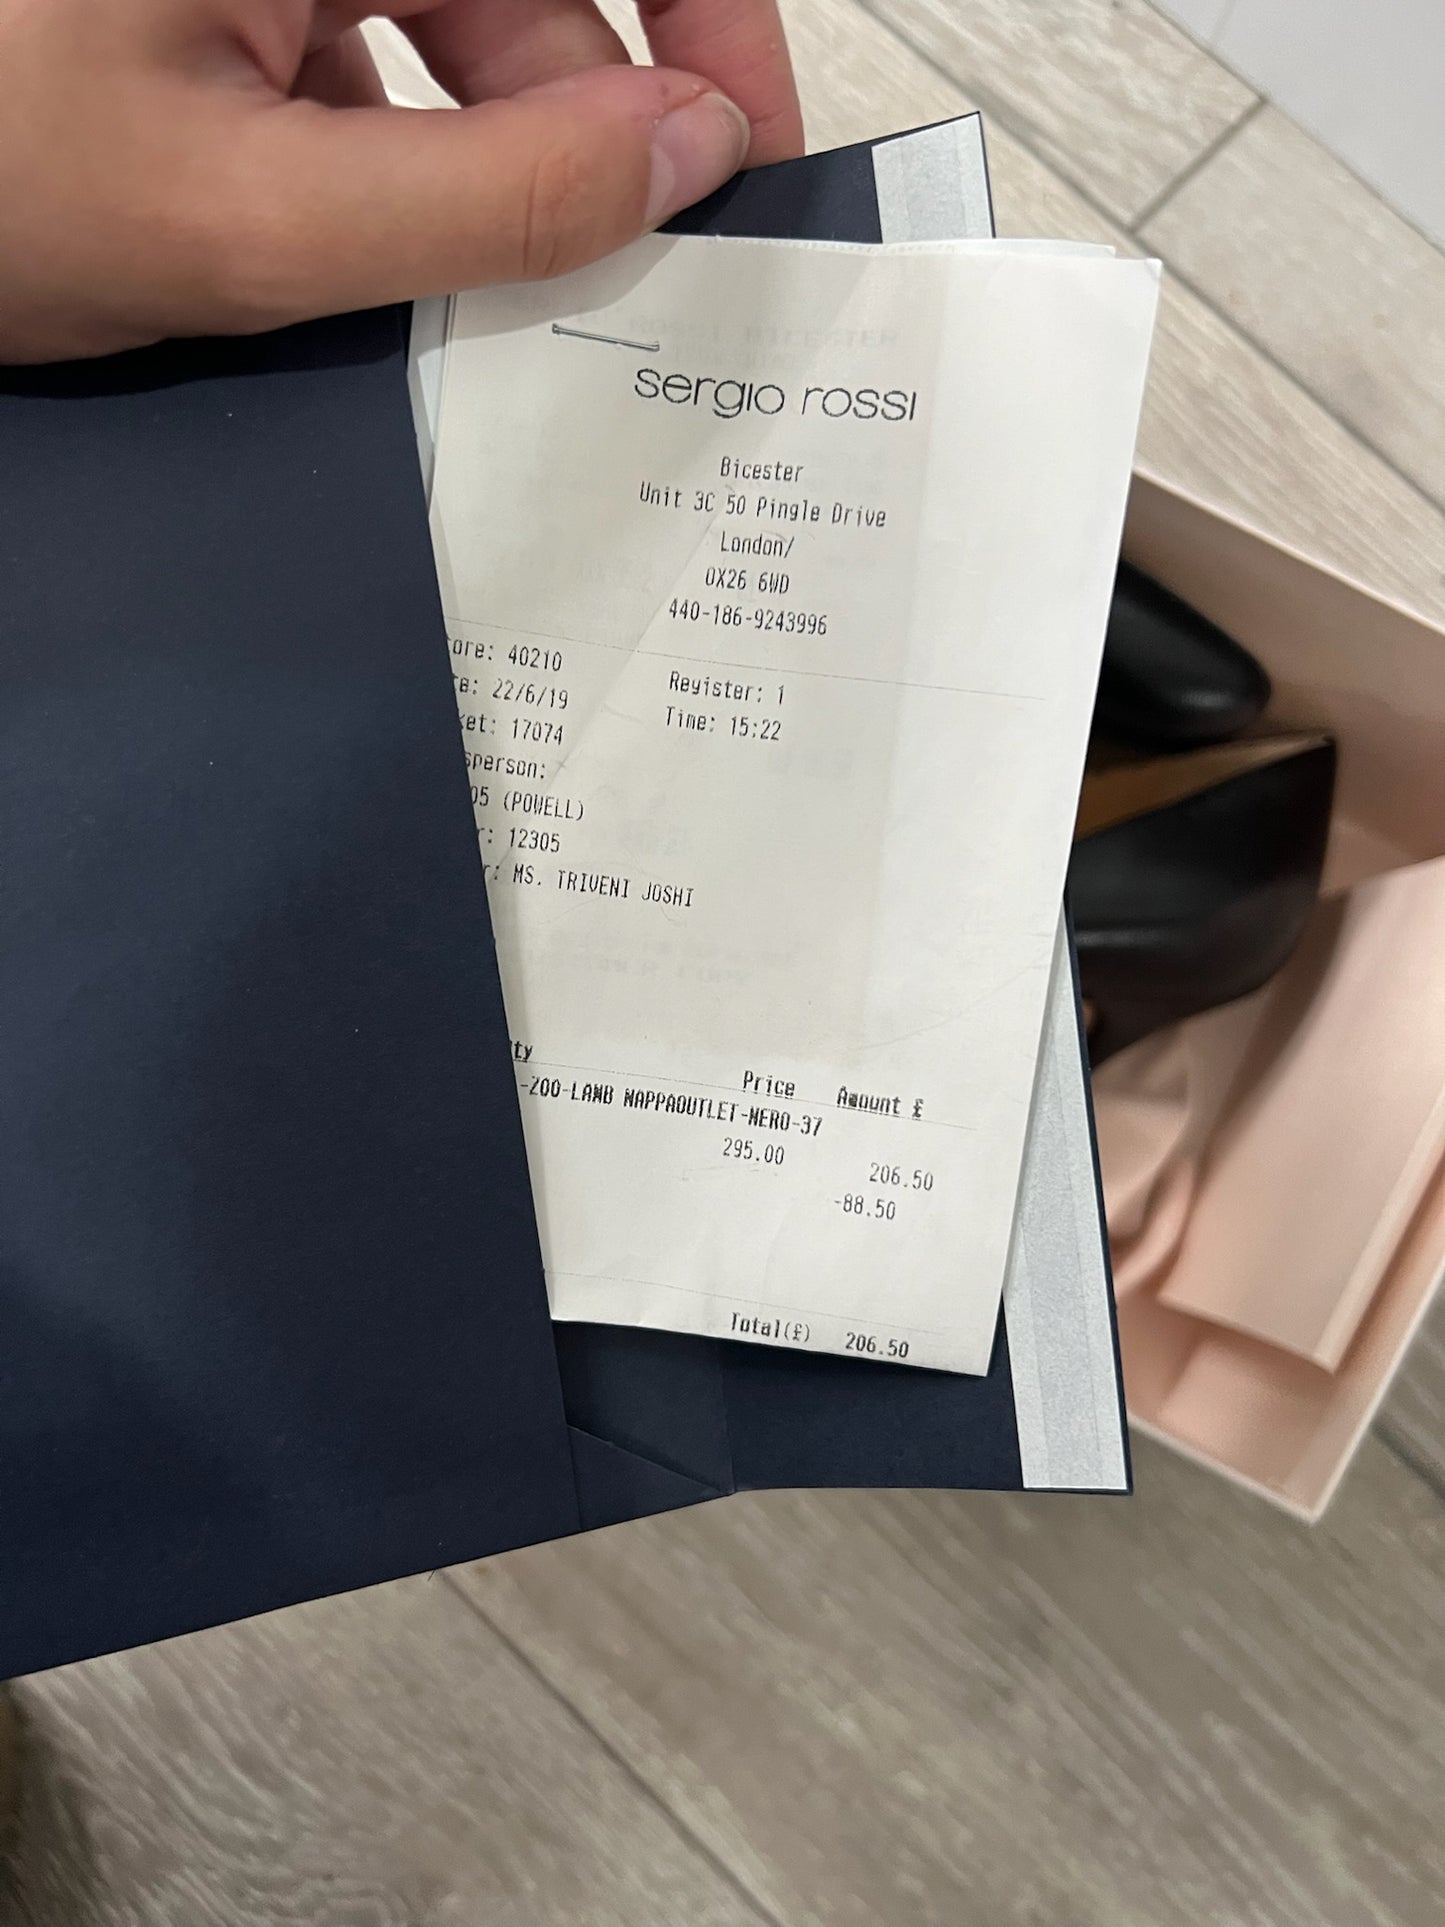 sergio rossi
Bicester
Unit 3C 50 Pingle Drive
London/
OX26 6WD
440-186-9243996
ore: 40210 Register: 1
te: 22/6/19 Time: 15:22
ket: 17074
sperson:
05 (POWELL)
r: 12305
r: MS. TRIVENI JOSHI
ty Price Amount £
-ZOO-LAMB NAPPAOUTLET-NERO-37
295.00 206.50
-88.50
Total(£) 206.50